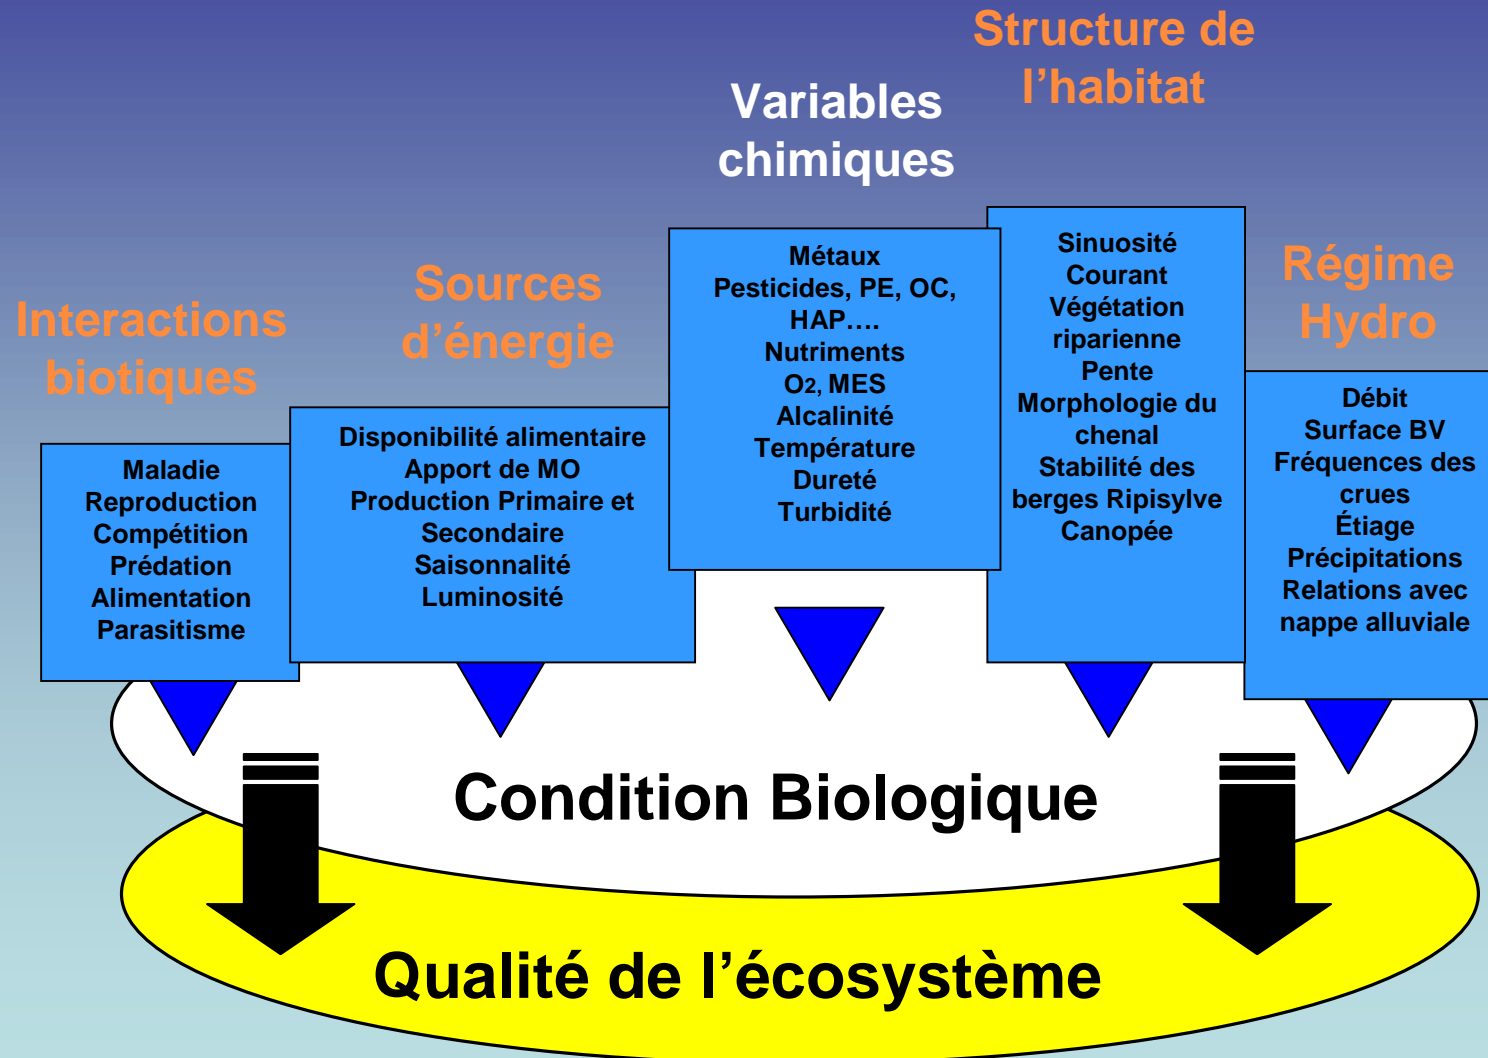 Interactions
biotiques
Maladie
Reproduction
Compétition
Prédation
Alimentation
Parasitisme
Sources
d’énergie
Disponibilité alimentaire
Apport de MO
Production Primaire et
Secondaire
Saisonnalité
Luminosité
Variables
chimiques
Métaux
Pesticides, PE, OC,
HAP….
Nutriments
O2, MES
Alcalinité
Température
Dureté
Turbidité
Structure de
l’habitat
Sinuosité
Courant
Végétation
riparienne
Pente
Morphologie du
chenal
Stabilité des
berges Ripisylve
Canopée
Régime
Hydro
Débit
Surface BV
Fréquences des
crues
Étiage
Précipitations
Relations avec
nappe alluviale
Condition Biologique
Qualité de l’écosystème